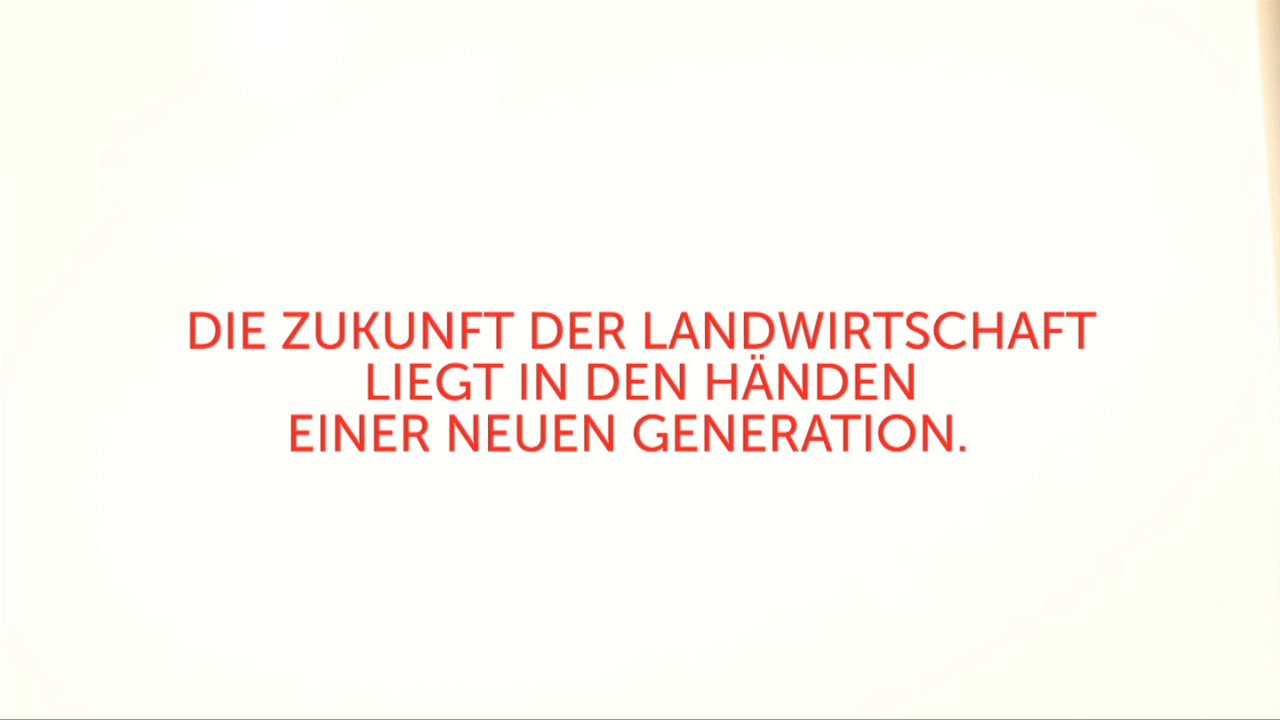 DIE ZUKUNFT DER LANDWIRTSCHAFT
LIEGT IN DEN HÄNDEN
EINER NEUEN GENERATION.